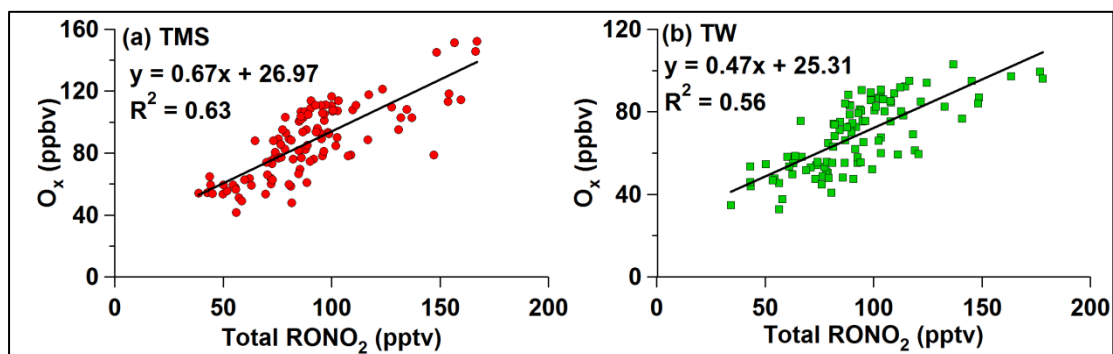 (a) TMS
y = 0.67x + 26.97
R² = 0.63
160
120
80
40
0
Oₓ (ppbv)
0 50 100 150 200
Total RONO₂ (pptv)
(b) TW
y = 0.47x + 25.31
R² = 0.56
120
80
40
0
Oₓ (ppbv)
0 50 100 150 200
Total RONO₂ (pptv)